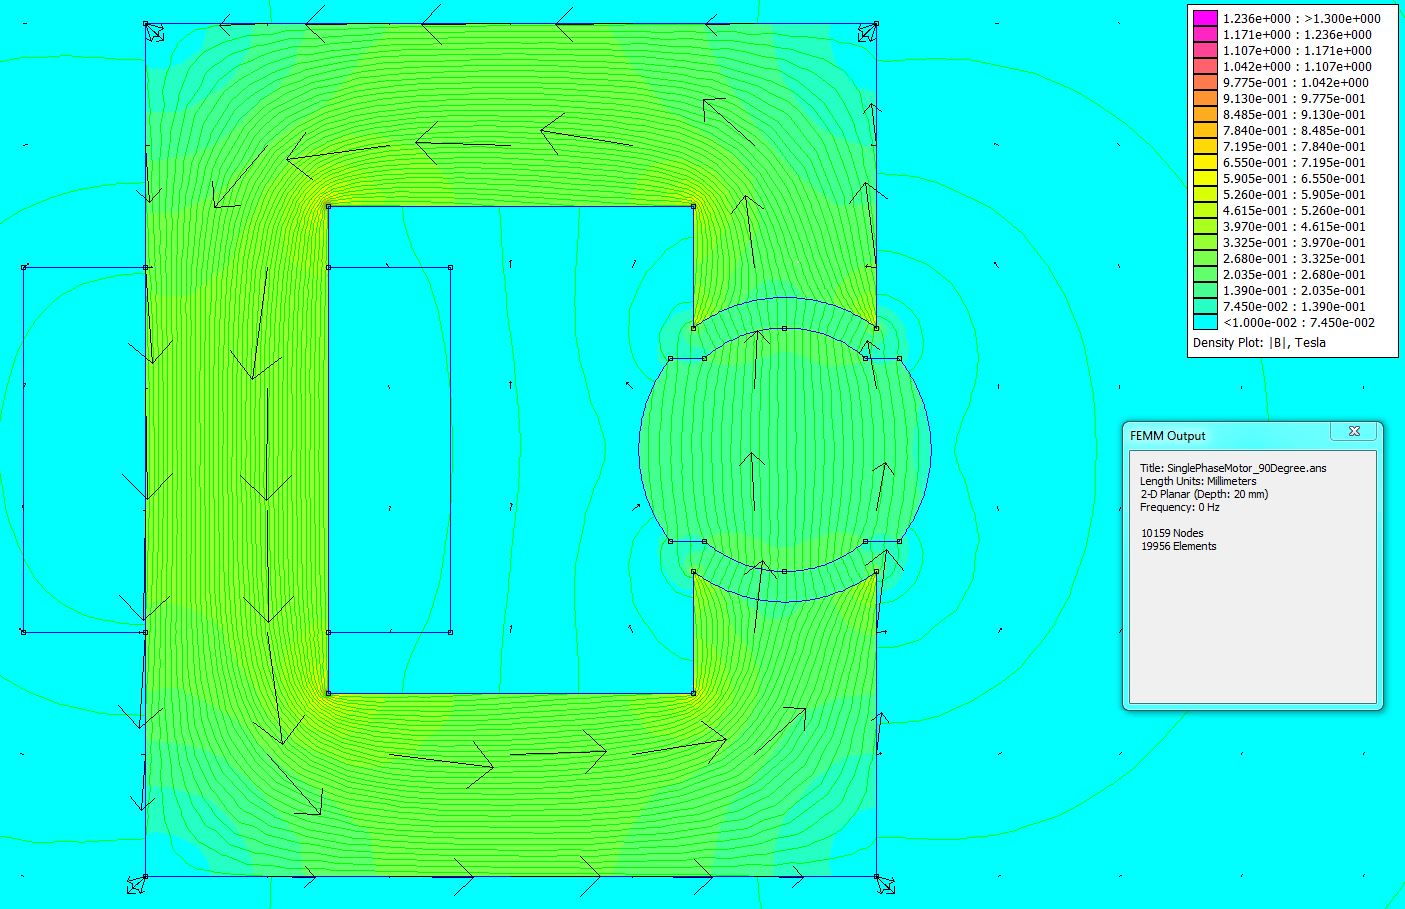 1.236e+000 : >1.300e+000
1.171e+000 : 1.236e+000
1.107e+000 : 1.171e+000
1.042e+000 : 1.107e+000
9.775e-001 : 1.042e+000
9.130e-001 : 9.775e-001
8.485e-001 : 9.130e-001
7.840e-001 : 8.485e-001
7.195e-001 : 7.840e-001
6.550e-001 : 7.195e-001
5.905e-001 : 6.550e-001
5.260e-001 : 5.905e-001
4.615e-001 : 5.260e-001
3.970e-001 : 4.615e-001
3.325e-001 : 3.970e-001
2.680e-001 : 3.325e-001
2.035e-001 : 2.680e-001
1.390e-001 : 2.035e-001
7.450e-002 : 1.390e-001
<1.000e-002 : 7.450e-002
Density Plot: |B|, Tesla
FEMM Output
Title: SinglePhaseMotor_90Degree.ans
Length Units: Millimeters
2-D Planar (Depth: 20 mm)
Frequency: 0 Hz
10159 Nodes
19956 Elements